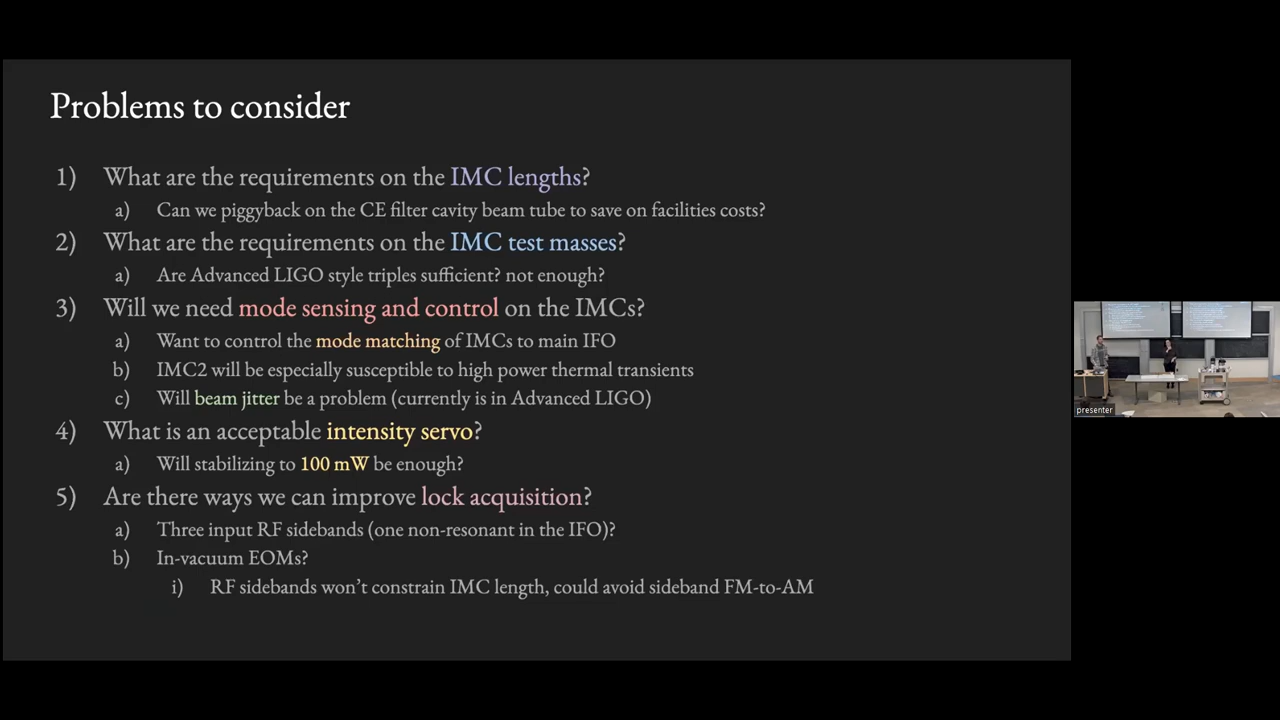 Problems to consider
1) What are the requirements on the IMC lengths?
a) Can we piggyback on the CE filter cavity beam tube to save on facilities costs?
2) What are the requirements on the IMC test masses?
a) Are Advanced LIGO style triples sufficient? not enough?
3) Will we need mode sensing and control on the IMCs?
a) Want to control the mode matching of IMCs to main IFO
b) IMC2 will be especially susceptible to high power thermal transients
c) Will beam jitter be a problem (currently is in Advanced LIGO)
4) What is an acceptable intensity servo?
a) Will stabilizing to 100 mW be enough?
5) Are there ways we can improve lock acquisition?
a) Three input RF sidebands (one non-resonant in the IFO)?
b) In-vacuum EOMs?
i) RF sidebands won’t constrain IMC length, could avoid sideband FM-to-AM
presenter